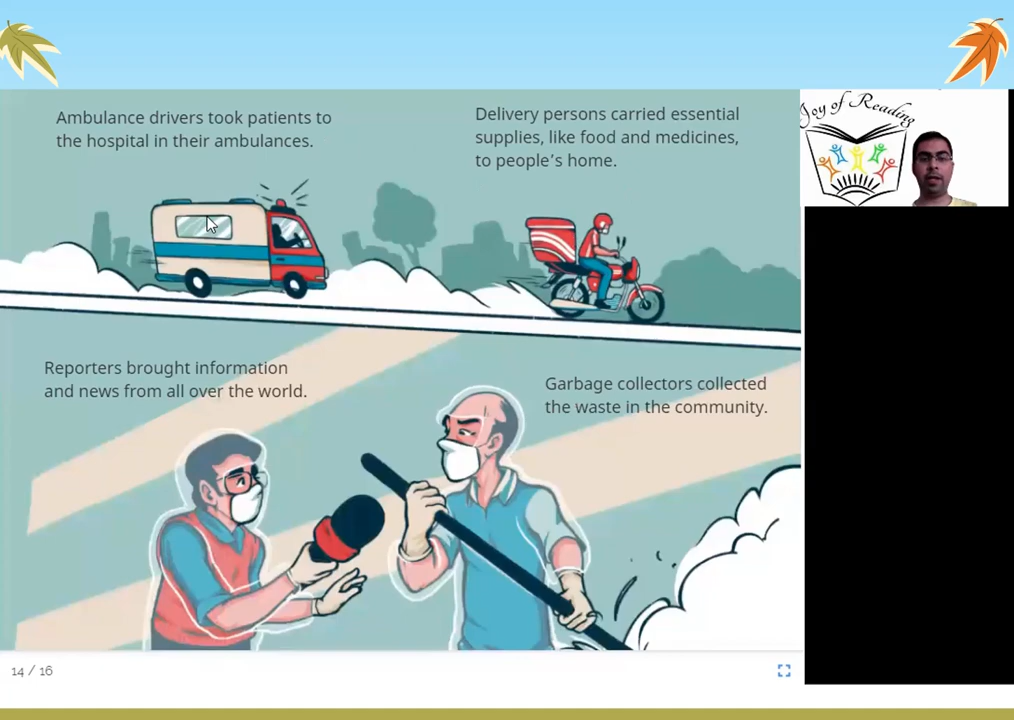 Ambulance drivers took patients to
the hospital in their ambulances.
Delivery persons carried essential
supplies, like food and medicines,
to people's home.
Joy of Reading
Reporters brought information
and news from all over the world.
Garbage collectors collected
the waste in the community.
14 / 16